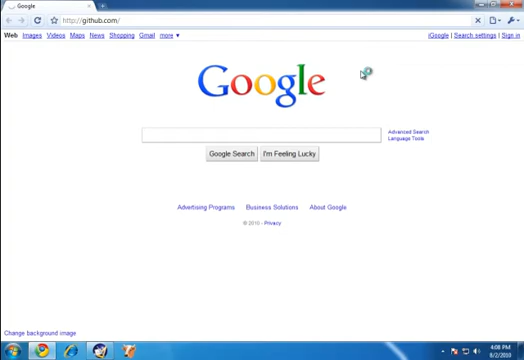 Google
http://github.com/
Web Images Videos Maps News Shopping Gmail more ▼
iGoogle | Search settings | Sign in
Google
Advanced Search
Language Tools
Google Search
I'm Feeling Lucky
Advertising Programs Business Solutions About Google
© 2010 - Privacy
Change background image
4:08 PM
8/2/2010